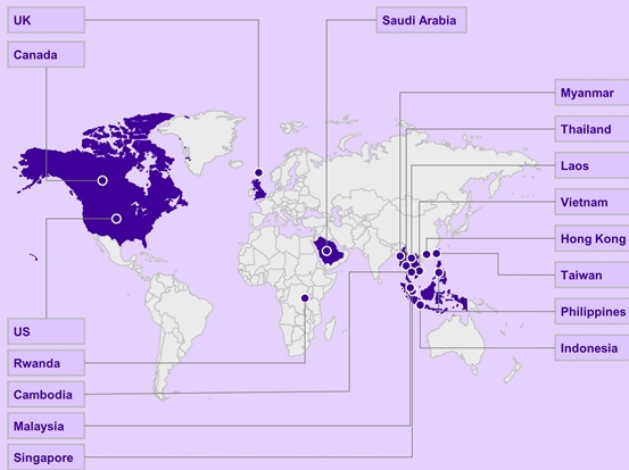 UK
Canada
Saudi Arabia
Myanmar
Thailand
Laos
Vietnam
Hong Kong
Taiwan
Philippines
Indonesia
US
Rwanda
Cambodia
Malaysia
Singapore